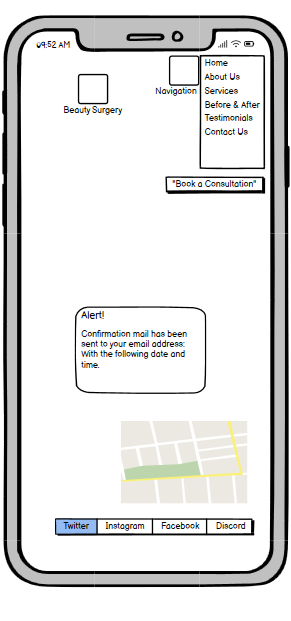 09:52 AM
Home
About Us
Services
Before & After
Testimonials
Contact Us
Navigation
Beauty Surgery
"Book a Consultation"
Alert!
Confirmation mail has been
sent to your email address:
With the following date and
time.
Twitter Instagram Facebook Discord